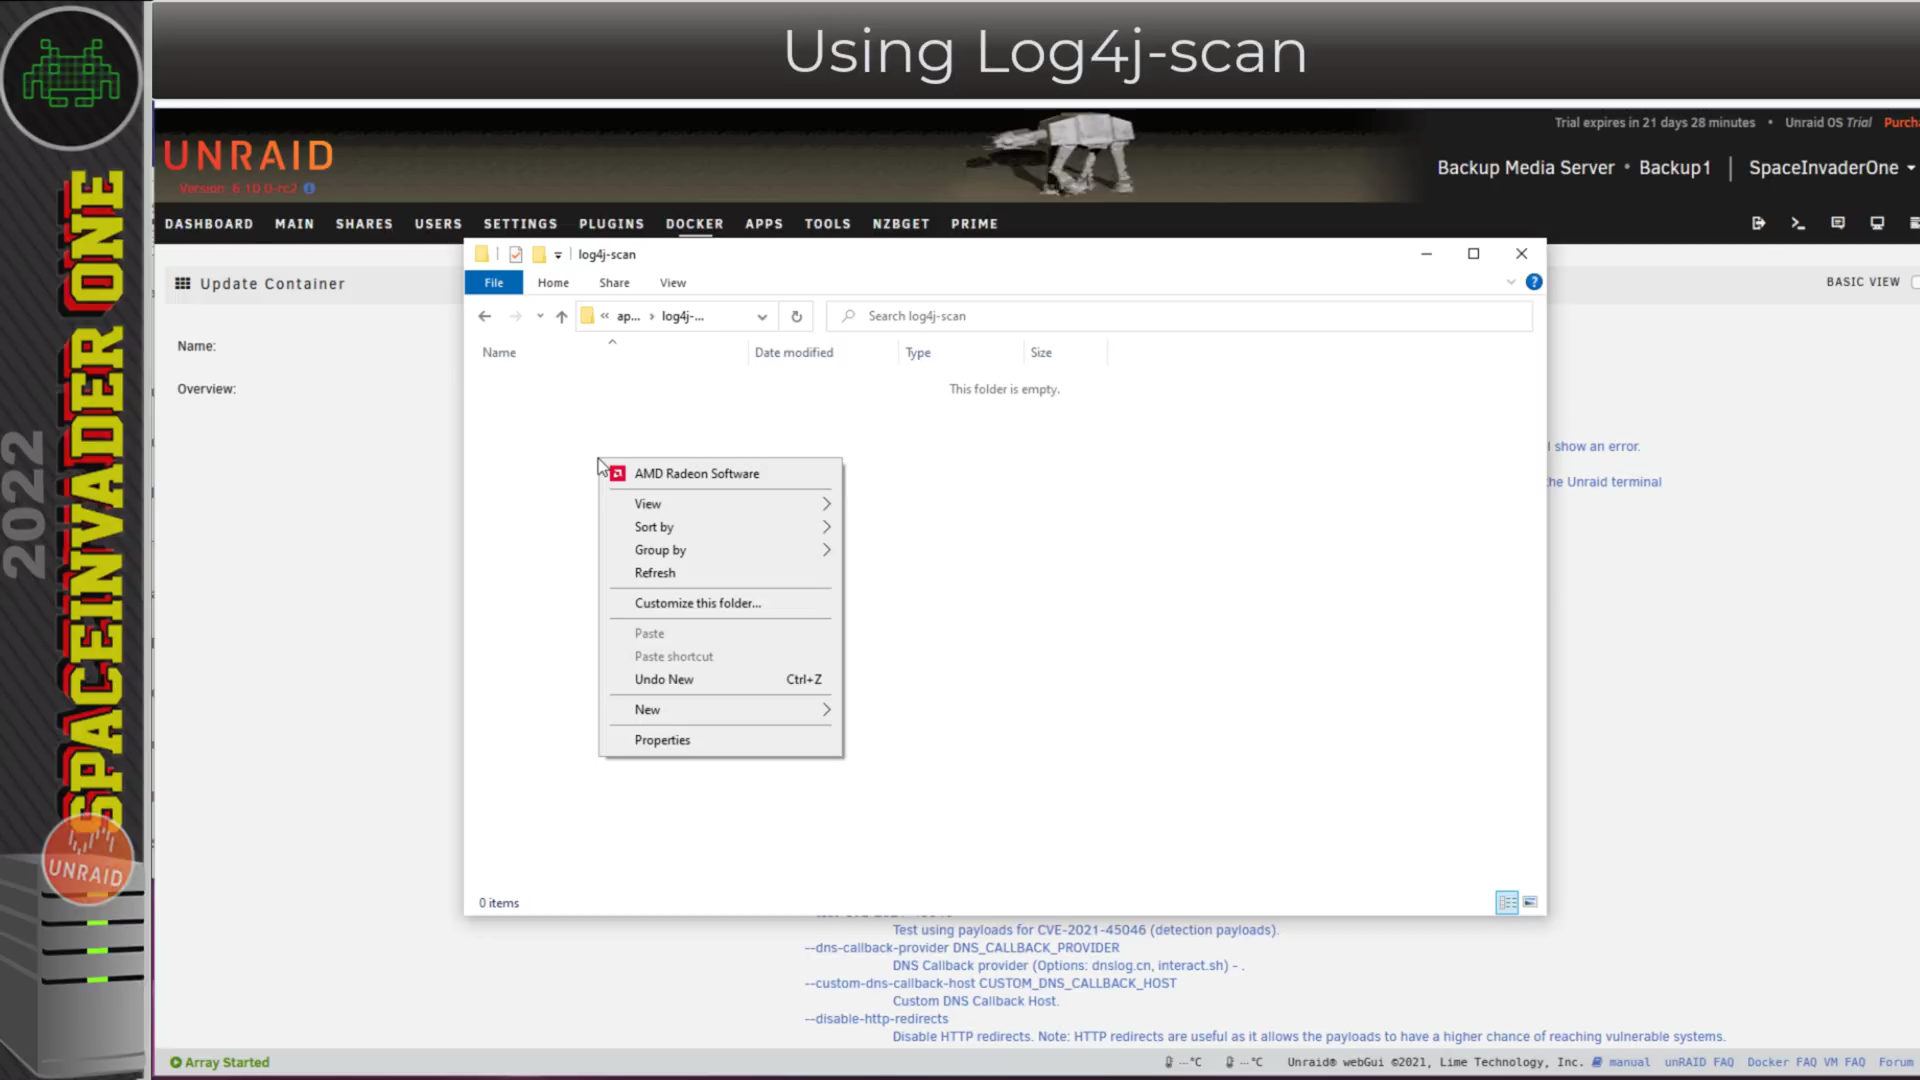 Using Log4j-scan
SPACEINVADER ONE
2022
UNRAID
UNRAID
Version: 6.10.0-rc2
Trial expires in 21 days 28 minutes • Unraid OS Trial
Backup Media Server • Backup1 | SpaceInvaderOne
DASHBOARD MAIN SHARES USERS SETTINGS PLUGINS DOCKER APPS TOOLS NZBGET PRIME
Update Container
BASIC VIEW
Name:
Overview:
log4j-scan
File Home Share View
« ap... › log4j-...
Search log4j-scan
Name Date modified Type Size
This folder is empty.
AMD Radeon Software
View
Sort by
Group by
Refresh
Customize this folder...
Paste
Paste shortcut
Undo New Ctrl+Z
New
Properties
0 items
show an error.
the Unraid terminal
Test using payloads for CVE-2021-45046 (detection payloads).
--dns-callback-provider DNS_CALLBACK_PROVIDER
DNS Callback provider (Options: dnslog.cn, interact.sh) - .
--custom-dns-callback-host CUSTOM_DNS_CALLBACK_HOST
Custom DNS Callback Host.
--disable-http-redirects
Disable HTTP redirects. Note: HTTP redirects are useful as it allows the payloads to have a higher chance of reaching vulnerable systems.
Array Started
--°C --°C Unraid® webGui ©2021, Lime Technology, Inc. manual unRAID FAQ Docker FAQ VM FAQ Forum